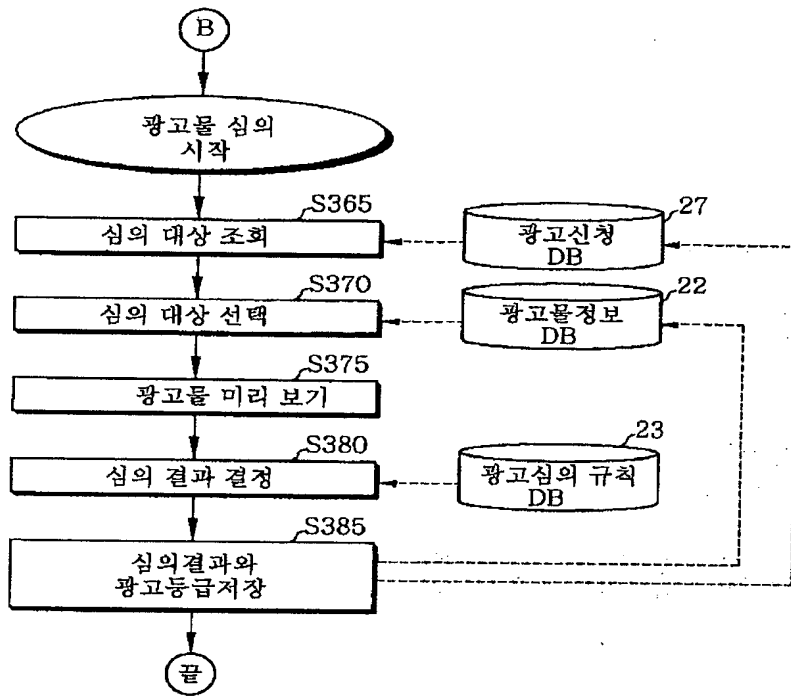 B
광고물 심의
시작
S365
심의 대상 조회
27
광고신청
DB
S370
심의 대상 선택
22
광고물정보
DB
S375
광고물 미리 보기
S380
심의 결과 결정
23
광고심의 규칙
DB
S385
심의결과와
광고등급저장
끝